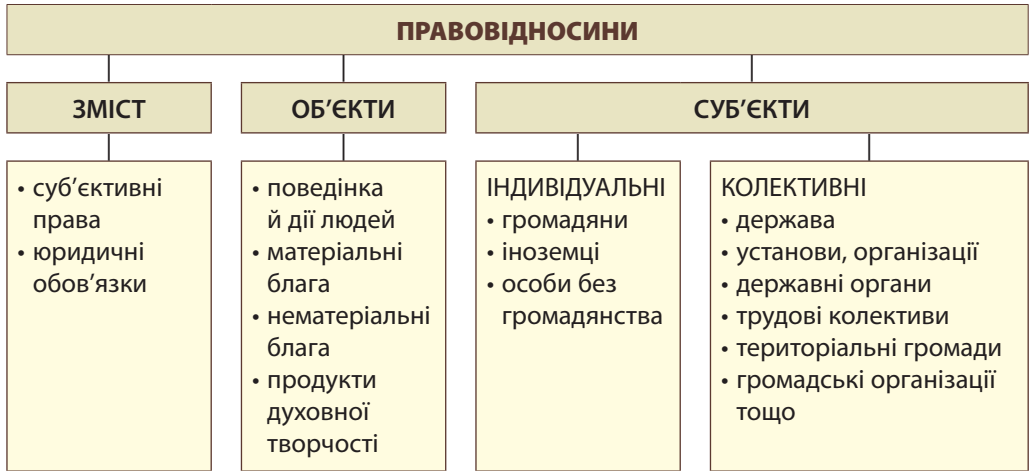 ПРАВОВІДНОСИНИ
ЗМІСТ
ОБ’ЄКТИ
СУБ’ЄКТИ
• суб’єктивні
права
• юридичні
обов’язки
• поведінка
й дії людей
• матеріальні
блага
• нематеріальні
блага
• продукти
духовної
творчості
ІНДИВІДУАЛЬНІ
• громадяни
• іноземці
• особи без
громадянства
КОЛЕКТИВНІ
• держава
• установи, організації
• державні органи
• трудові колективи
• територіальні громади
• громадські організації
тощо